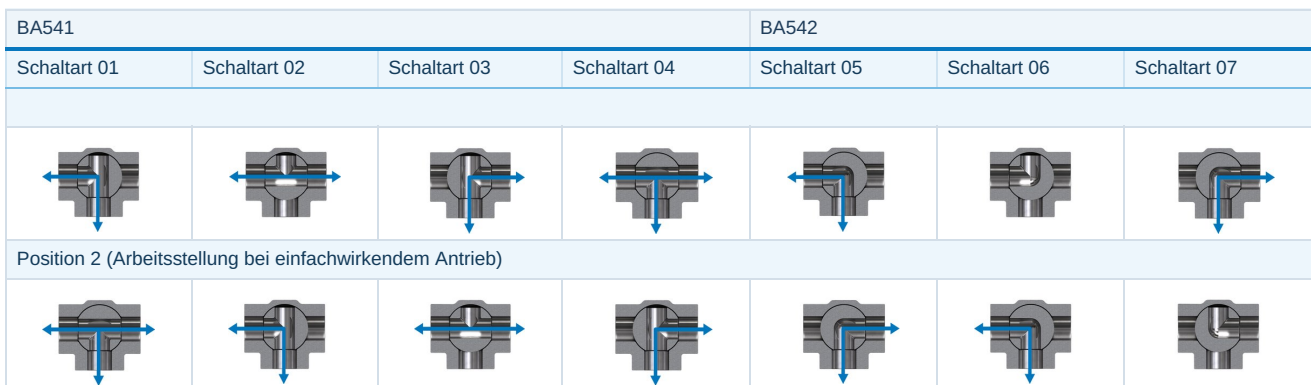 BA541 BA542
Schaltart 01 Schaltart 02 Schaltart 03 Schaltart 04 Schaltart 05 Schaltart 06 Schaltart 07
Position 2 (Arbeitsstellung bei einfachwirkendem Antrieb)